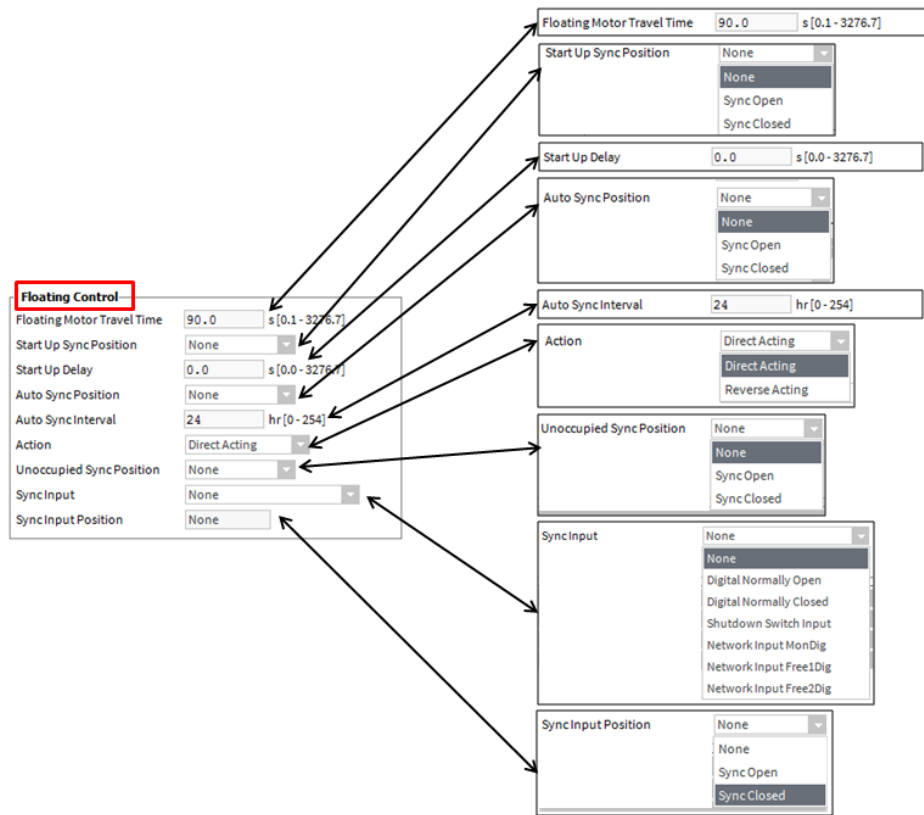 Floating Motor Travel Time 90.0 s [0.1 - 3276.7]
Start Up Sync Position None
None
Sync Open
Sync Closed
Start Up Delay 0.0 s [0.0 - 3276.7]
Auto Sync Position None
None
Sync Open
Sync Closed
Auto Sync Interval 24 hr [0 - 254]
Action Direct Acting
Direct Acting
Reverse Acting
Unoccupied Sync Position None
None
Sync Open
Sync Closed
Sync Input None
None
Digital Normally Open
Digital Normally Closed
Shutdown Switch Input
Network Input MonDig
Network Input Free1Dig
Network Input Free2Dig
Sync Input Position None
None
Sync Open
Sync Closed
Floating Control
Floating Motor Travel Time 90.0 s [0.1 - 3276.7]
Start Up Sync Position None
Start Up Delay 0.0 s [0.0 - 3276.7]
Auto Sync Position None
Auto Sync Interval 24 hr [0 - 254]
Action Direct Acting
Unoccupied Sync Position None
Sync Input None
Sync Input Position None